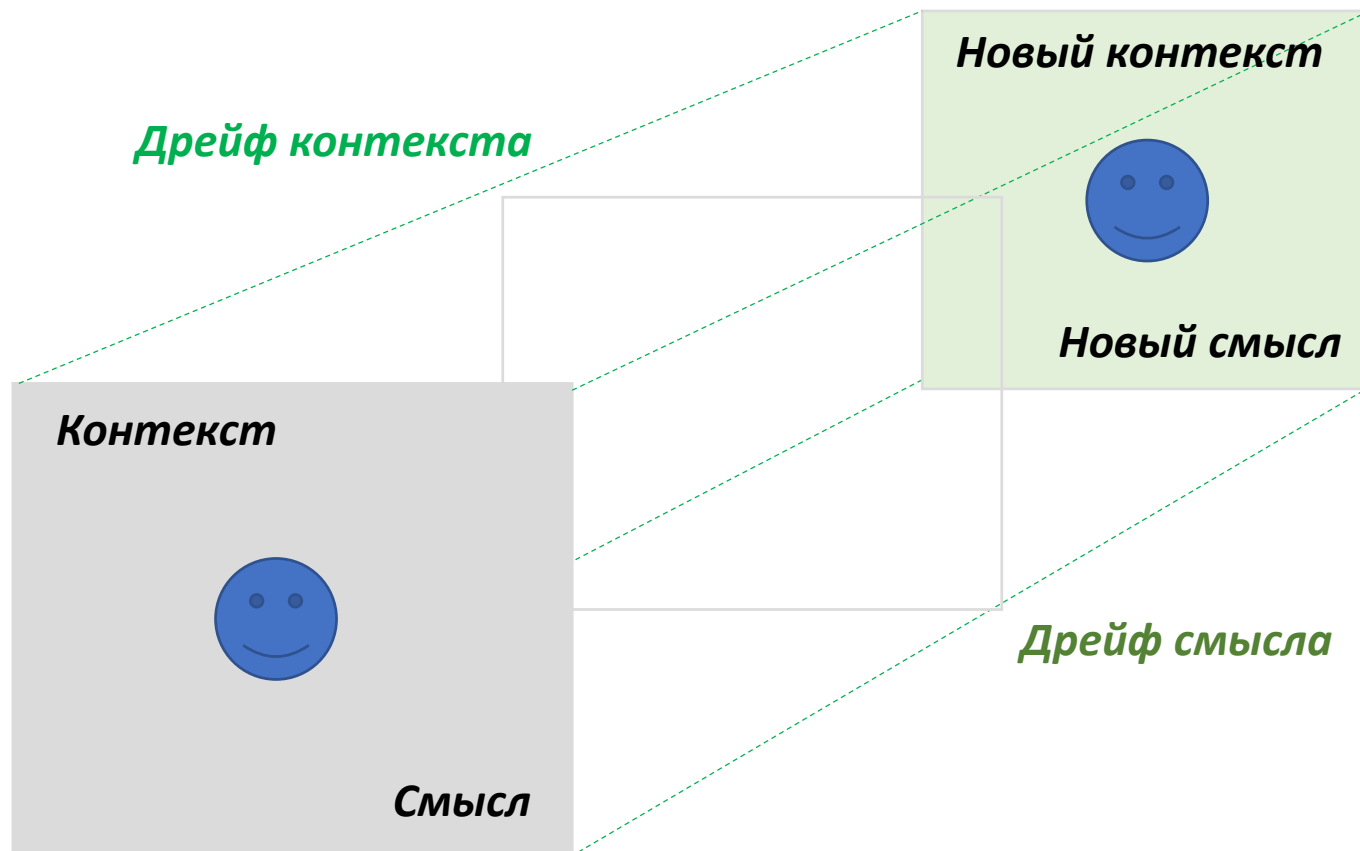 Новый контекст
Дрейф контекста
Новый смысл
Контекст
Дрейф смысла
Смысл